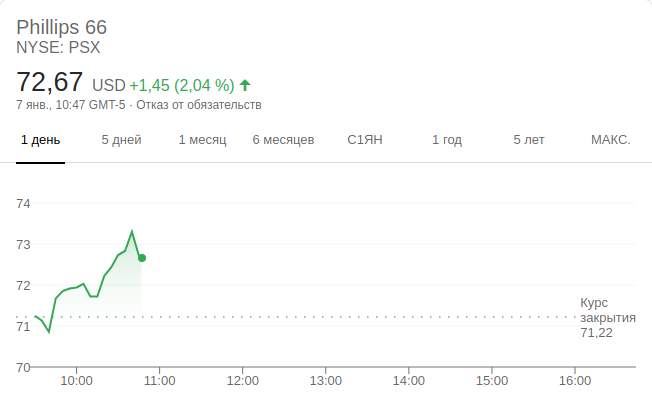 Phillips 66
NYSE: PSX
72,67 USD +1,45 (2,04 %)
7 янв., 10:47 GMT-5 · Отказ от обязательств
1 день 5 дней 1 месяц 6 месяцев С1ЯН 1 год 5 лет МАКС.
74
73
72
71
70
Курс
закрытия
71,22
10:00 11:00 12:00 13:00 14:00 15:00 16:00